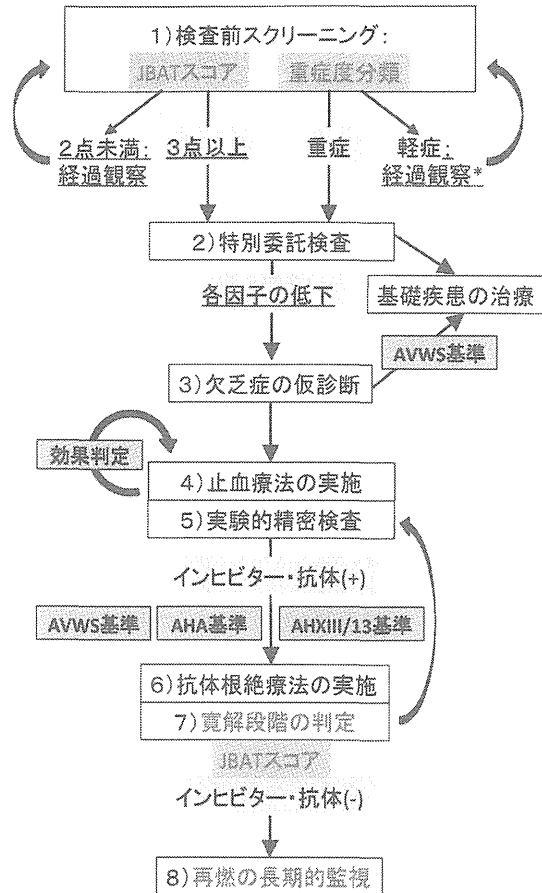 1)検査前スクリーニング:
JBATスコア 重症度分類
2点未満: 3点以上 重症 軽症:
経過観察 経過観察*
2)特別委託検査
各因子の低下 基礎疾患の治療
AVWS基準
3)欠乏症の仮診断
効果判定
4)止血療法の実施
5)実験的精密検査
インヒビター・抗体(+)
AVWS基準 AHA基準 AHXIII/13基準
6)抗体根絶療法の実施
7)寛解段階の判定
JBATスコア
インヒビター・抗体(-)
8)再燃の長期的監視